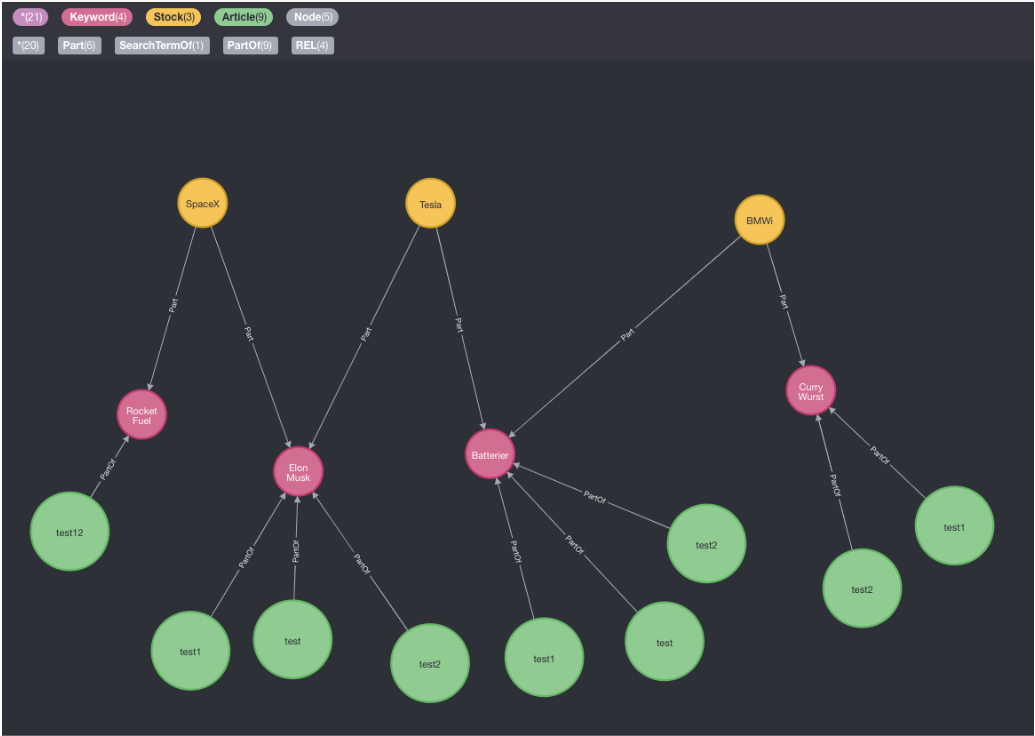 *(21) Keyword(4) Stock(3) Article(9) Node(5)
*(20) Part(6) SearchTermOf(1) PartOf(9) REL(4)
SpaceX
Tesla
BMWi
Part
Part
Part
Part
Part
Part
Rocket
Fuel
Elon
Musk
Batterier
Curry
Wurst
PartOf
PartOf
PartOf
PartOf
PartOf
PartOf
PartOf
PartOf
PartOf
test12
test1
test
test2
test1
test
test2
test2
test1